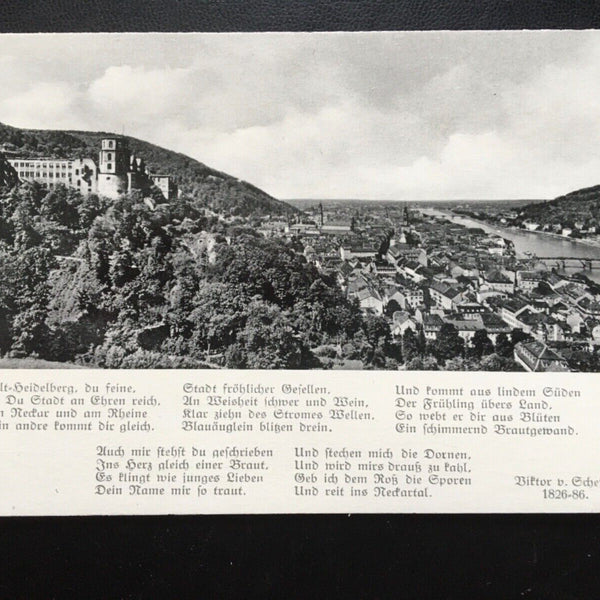 lt-Heidelberg, du feine,
Du Stadt an Ehren reich.
n Neckar und am Rheine
in andre kommt dir gleich.
Stadt fröhlicher Gesellen,
An Weisheit schwer und Wein,
Klar ziehn des Stromes Wellen,
Blauäuglein blitzen drein.
Und kommt aus lindem Süden
Der Frühling übers Land,
So webt er dir aus Blüten
Ein schimmernd Brautgewand.
Auch mir stehst du geschrieben
Ins Herz gleich einer Braut.
Es klingt wie junges Lieben
Dein Name mir so traut.
Und stechen mich die Dornen,
Und wird mirs drauß zu kahl,
Geb ich dem Roß die Sporen
Und reit ins Neckartal.
Viktor v. Sche
1826-86.